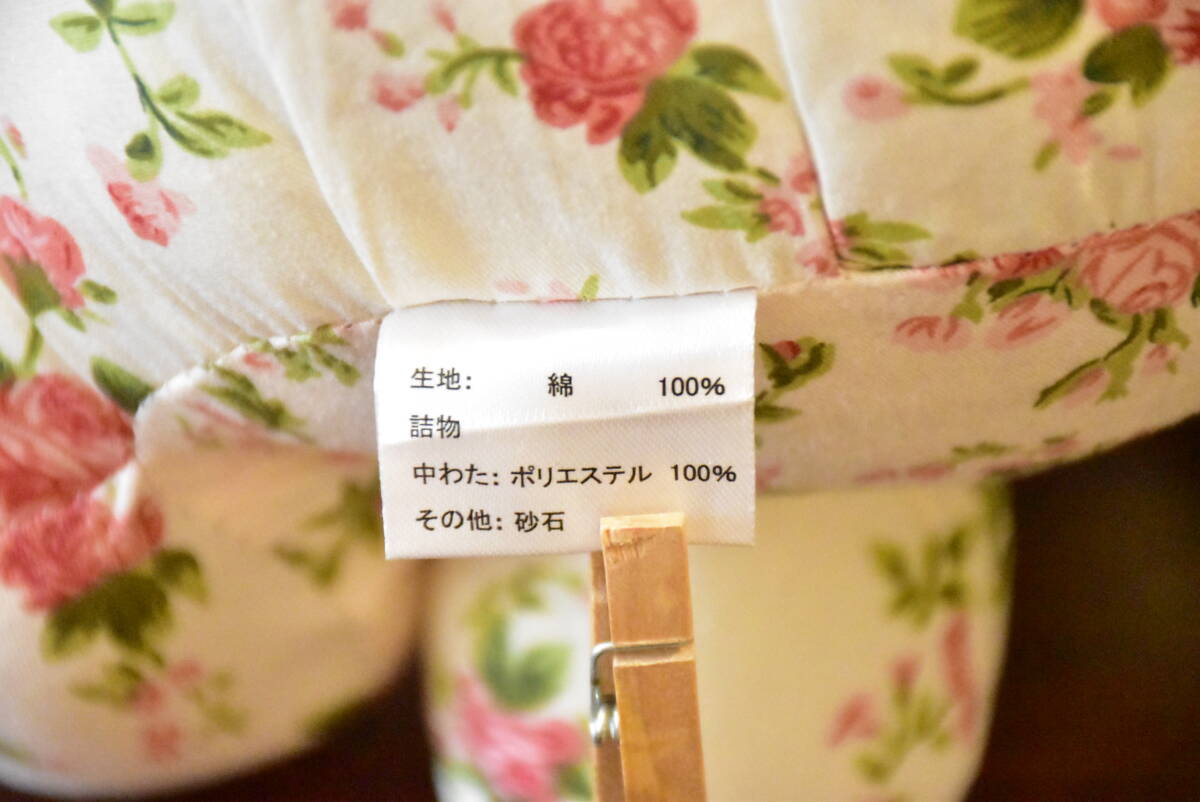 生地: 綿 100%
詰物
中わた: ポリエステル 100%
その他: 砂石